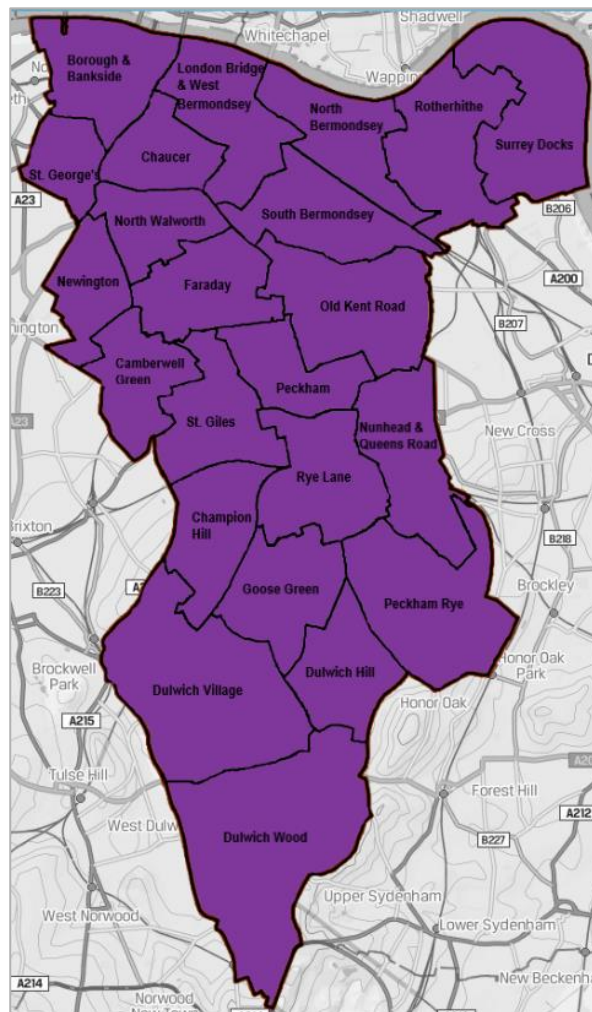 Shadwell
Whitechapel
Wapping
Borough &
Bankside
London Bridge
& West
Bermondsey
North
Bermondsey
Rotherhithe
Surrey Docks
Chaucer
St. George's
A23
B206
North Walworth
South Bermondsey
A200
Newington
Faraday
Old Kent Road
B207
Camberwell
Green
Peckham
St. Giles
Nunhead &
Queens Road
New Cross
Rye Lane
Champion
Hill
Brixton
B218
B223
Goose Green
Peckham Rye
Brockley
Brockwell
Park
Dulwich Village
Dulwich Hill
Honor Oak
Park
Honor Oak
A215
Tulse Hill
Forest Hill
A212
West Dulw
Dulwich Wood
B227
Upper Sydenham
West Norwood
Lower Sydenham
A214
Norwood
New Town
New Beckenha